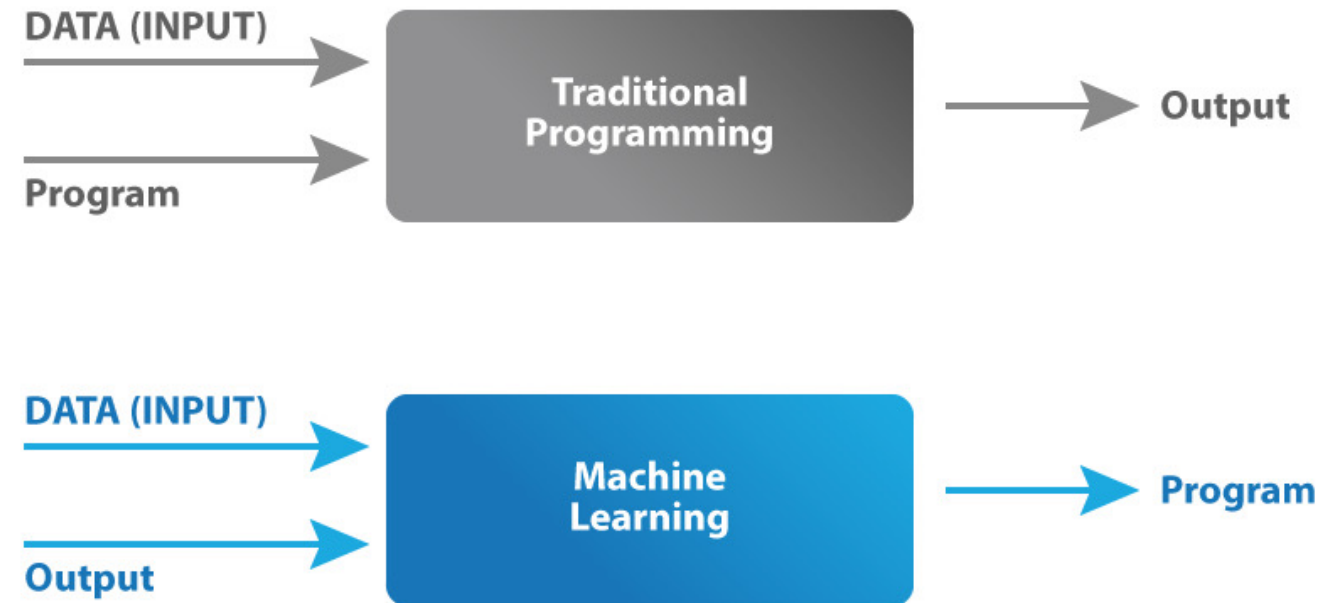 DATA (INPUT)
Program
Traditional
Programming
Output
DATA (INPUT)
Output
Machine
Learning
Program